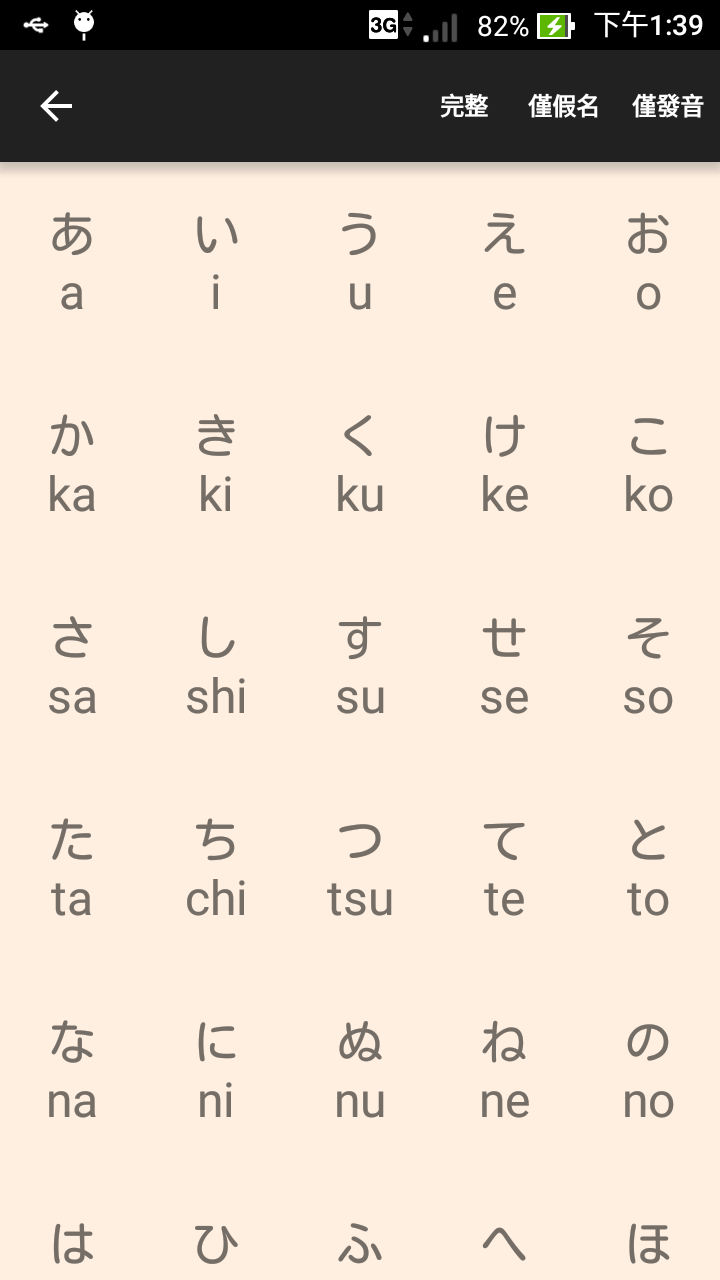 3G 82% 下午1:39
完整 僅假名 僅發音
あ い う え お
a i u e o
か き く け こ
ka ki ku ke ko
さ し す せ そ
sa shi su se so
た ち つ て と
ta chi tsu te to
な に ぬ ね の
na ni nu ne no
は ひ ふ へ ほ